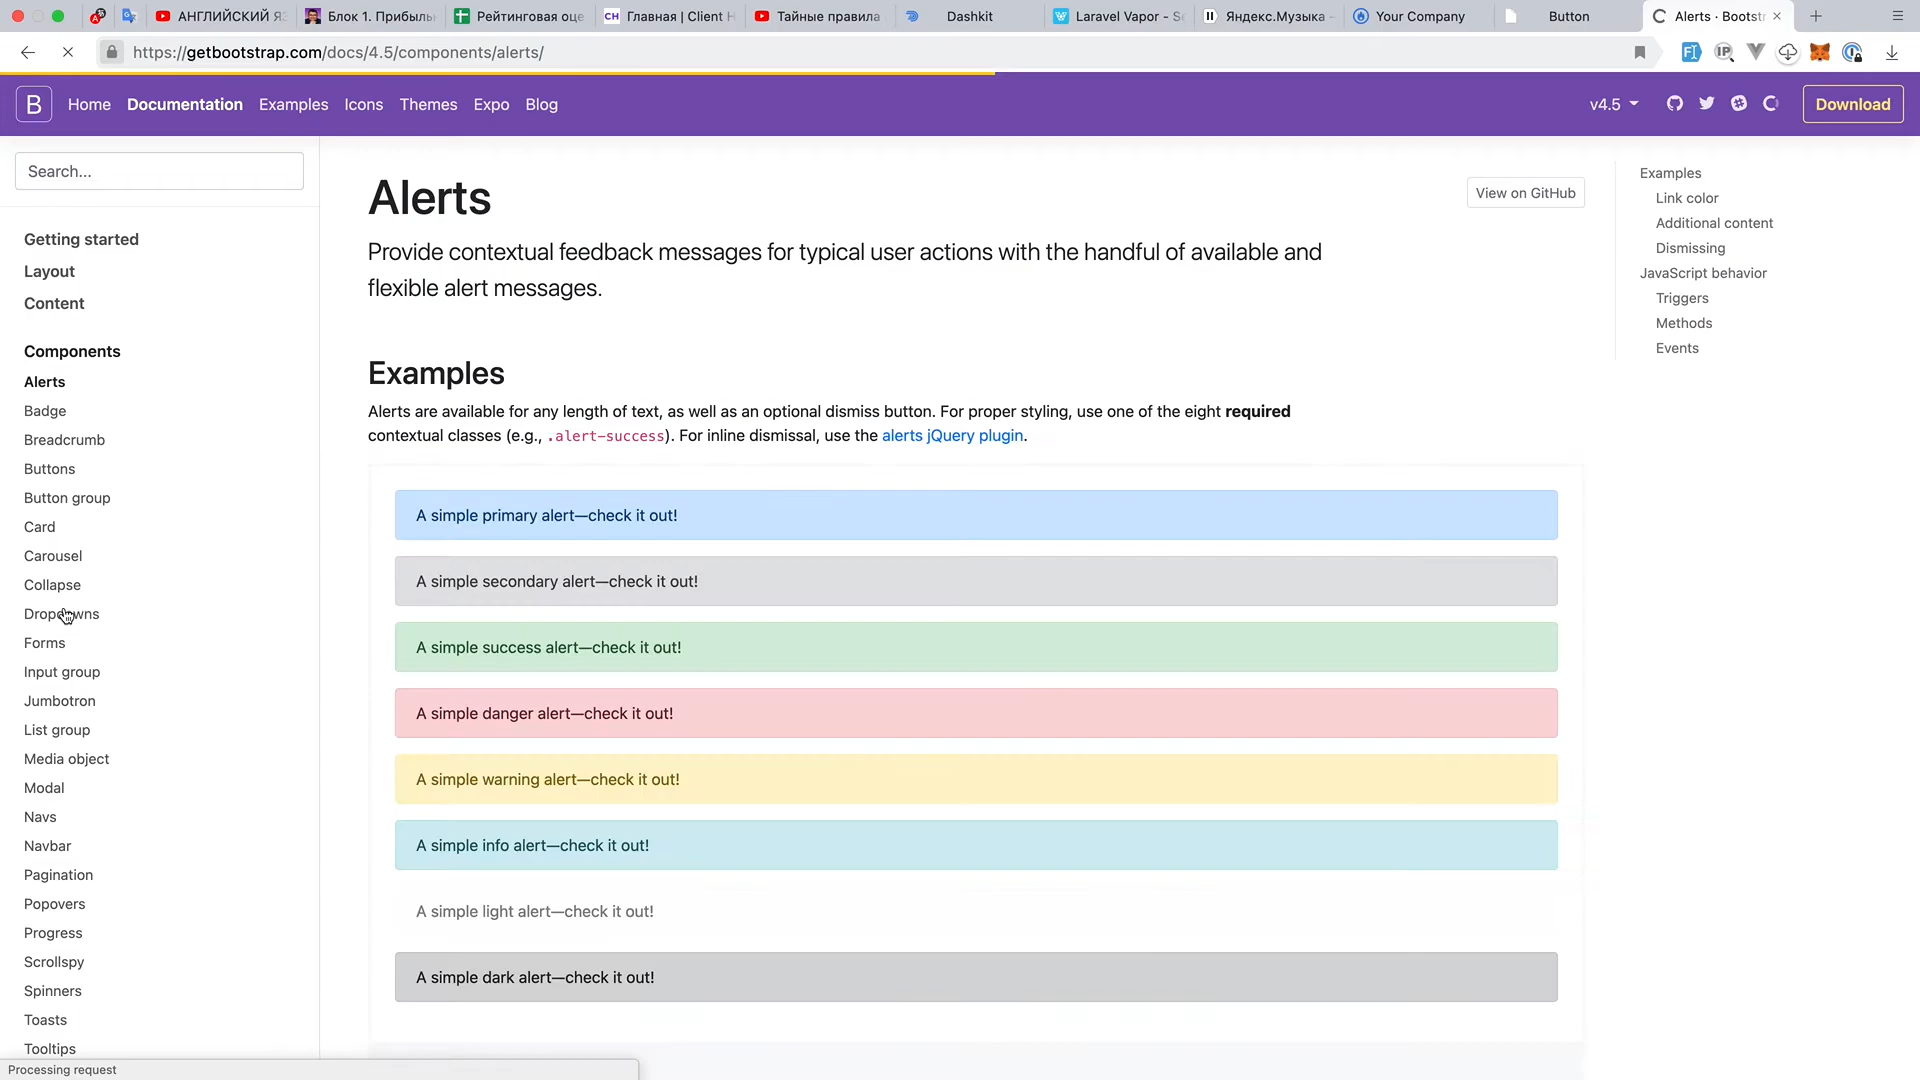 АНГЛИЙСКИЙ ЯЗ
Блок 1. Прибыль
Рейтинговая оце
CH Главная | Client H
Тайные правила
Dashkit
Laravel Vapor - Se
Яндекс.Музыка -
Your Company
Button
Alerts · Bootst
https://getbootstrap.com/docs/4.5/components/alerts/
B Home Documentation Examples Icons Themes Expo Blog v4.5 Download
Search...
Getting started
Layout
Content
Components
Alerts
Badge
Breadcrumb
Buttons
Button group
Card
Carousel
Collapse
Dropdowns
Forms
Input group
Jumbotron
List group
Media object
Modal
Navs
Navbar
Pagination
Popovers
Progress
Scrollspy
Spinners
Toasts
Tooltips
Processing request
Alerts
View on GitHub
Provide contextual feedback messages for typical user actions with the handful of available and
flexible alert messages.
Examples
Alerts are available for any length of text, as well as an optional dismiss button. For proper styling, use one of the eight required
contextual classes (e.g., .alert-success). For inline dismissal, use the alerts jQuery plugin.
A simple primary alert—check it out!
A simple secondary alert—check it out!
A simple success alert—check it out!
A simple danger alert—check it out!
A simple warning alert—check it out!
A simple info alert—check it out!
A simple light alert—check it out!
A simple dark alert—check it out!
Examples
Link color
Additional content
Dismissing
JavaScript behavior
Triggers
Methods
Events